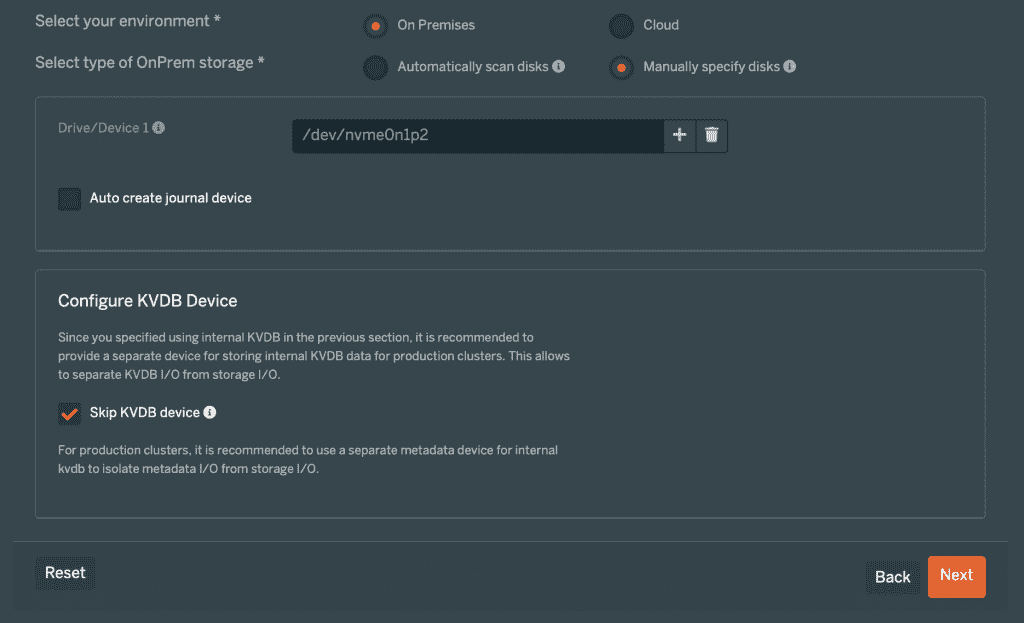 Select your environment *
On Premises
Cloud
Select type of OnPrem storage *
Automatically scan disks
Manually specify disks
Drive/Device 1
/dev/nvme0n1p2
Auto create journal device
Configure KVDB Device
Since you specified using internal KVDB in the previous section, it is recommended to
provide a separate device for storing internal KVDB data for production clusters. This allows
to separate KVDB I/O from storage I/O.
Skip KVDB device
For production clusters, it is recommended to use a separate metadata device for internal
kvdb to isolate metadata I/O from storage I/O.
Reset
Back
Next